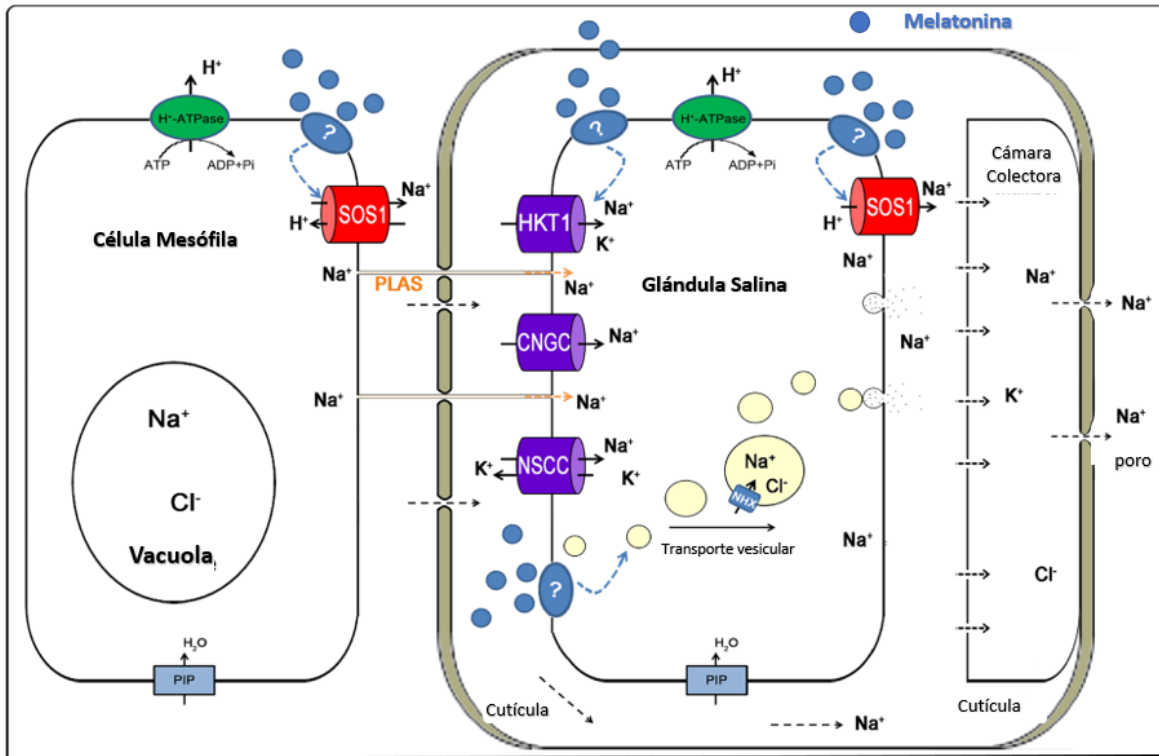 Melatonina
H⁺
H⁺-ATPase
ATP
ADP+Pi
?
Na⁺
SOS1
H⁺
Célula Mesófila
Na⁺
PLAS
Na⁺
Na⁺
Cl⁻
Vacuola
H₂O
PIP
?
H⁺
H⁺-ATPase
ATP
ADP+Pi
?
HKT1
Na⁺
K⁺
Na⁺
Glándula Salina
CNGC
Na⁺
Na⁺
NSCC
Na⁺
K⁺
K⁺
Na⁺
Cl⁻
NHX
Transporte vesicular
?
H⁺
SOS1
Na⁺
Na⁺
Na⁺
Na⁺
H₂O
PIP
Cámara
Colectora
Na⁺
K⁺
Cl⁻
Na⁺
Na⁺
poro
Cutícula
Na⁺
Cutícula